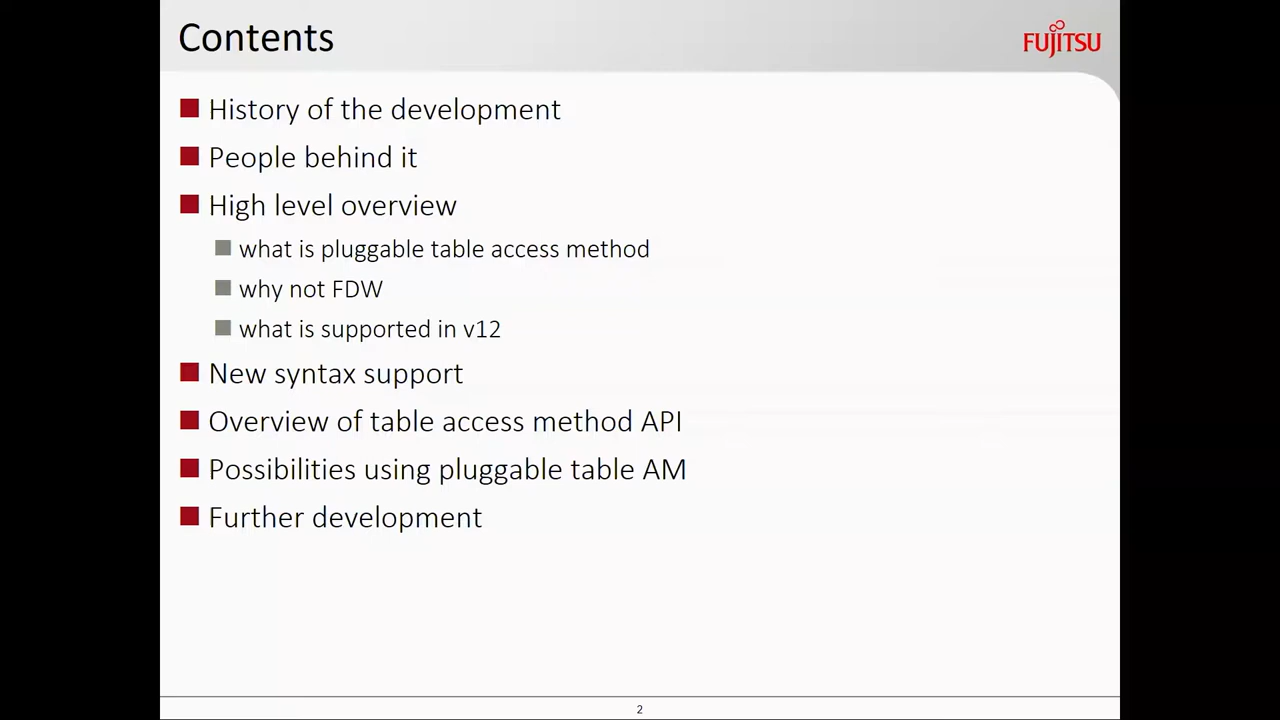 Contents
FUJITSU
History of the development
People behind it
High level overview
what is pluggable table access method
why not FDW
what is supported in v12
New syntax support
Overview of table access method API
Possibilities using pluggable table AM
Further development
2